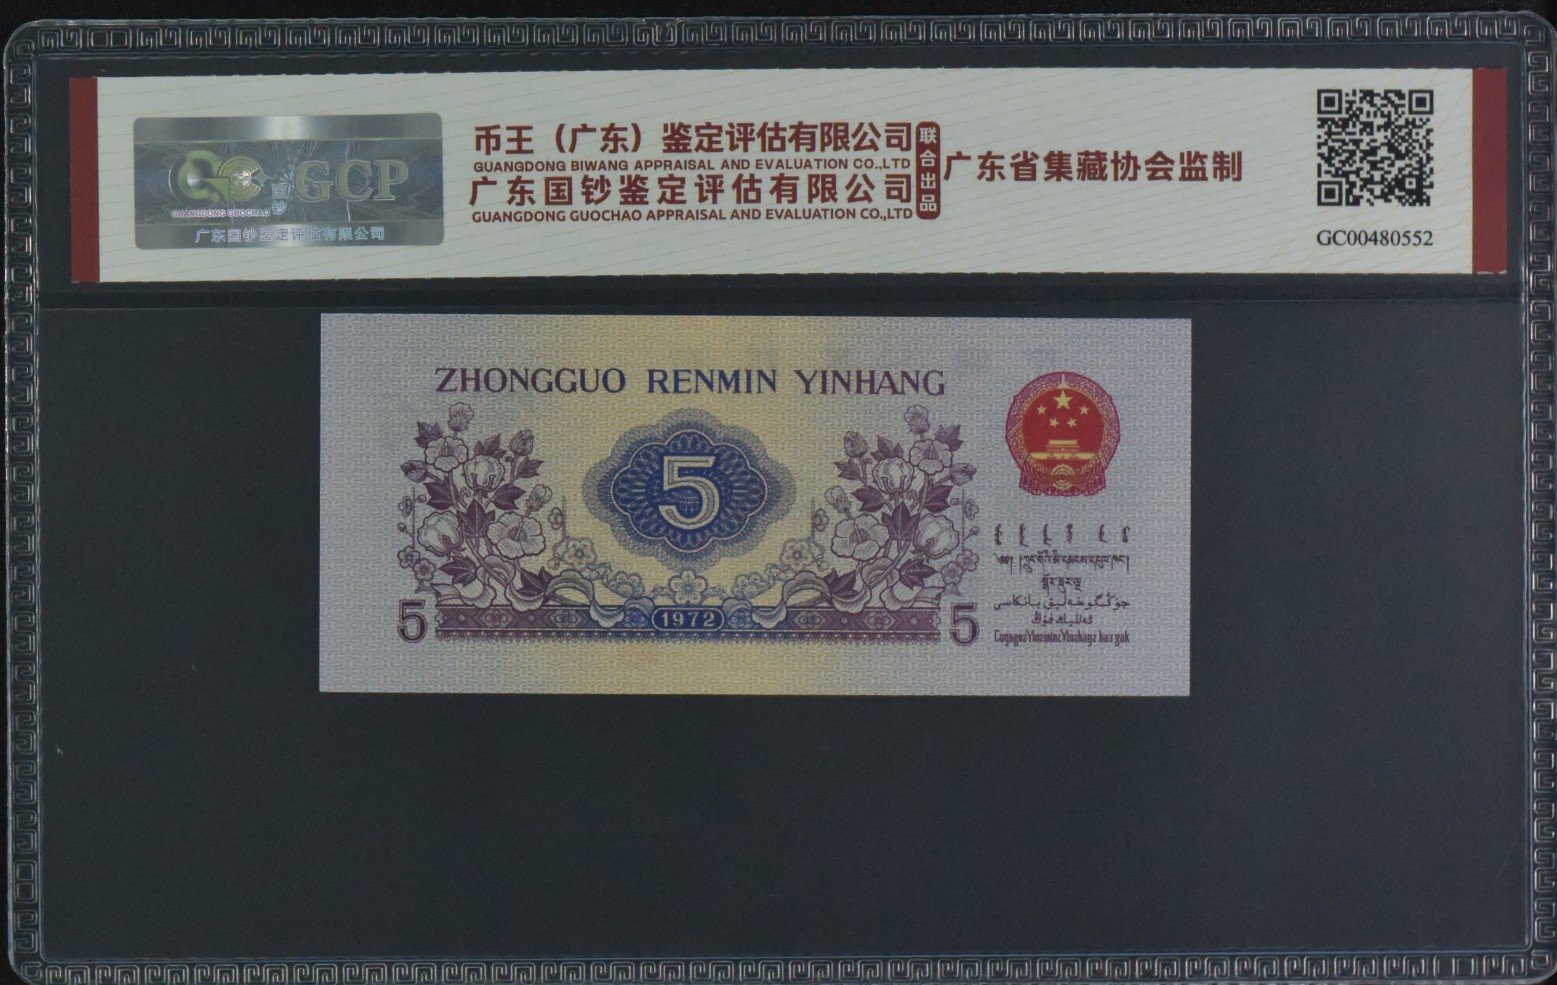 币王（广东）鉴定评估有限公司
GUANGDONG BIWANG APPRAISAL AND EVALUATION CO.,LTD
广东国钞鉴定评估有限公司
GUANGDONG GUOCHAO APPRAISAL AND EVALUATION CO.,LTD
联合出品
广东省集藏协会监制
GCP
国钞
GUANGDONG GUOCHAO
广东国钞鉴定评估有限公司
GC00480552
ZHONGGUO RENMIN YINHANG
5
1972
5
5